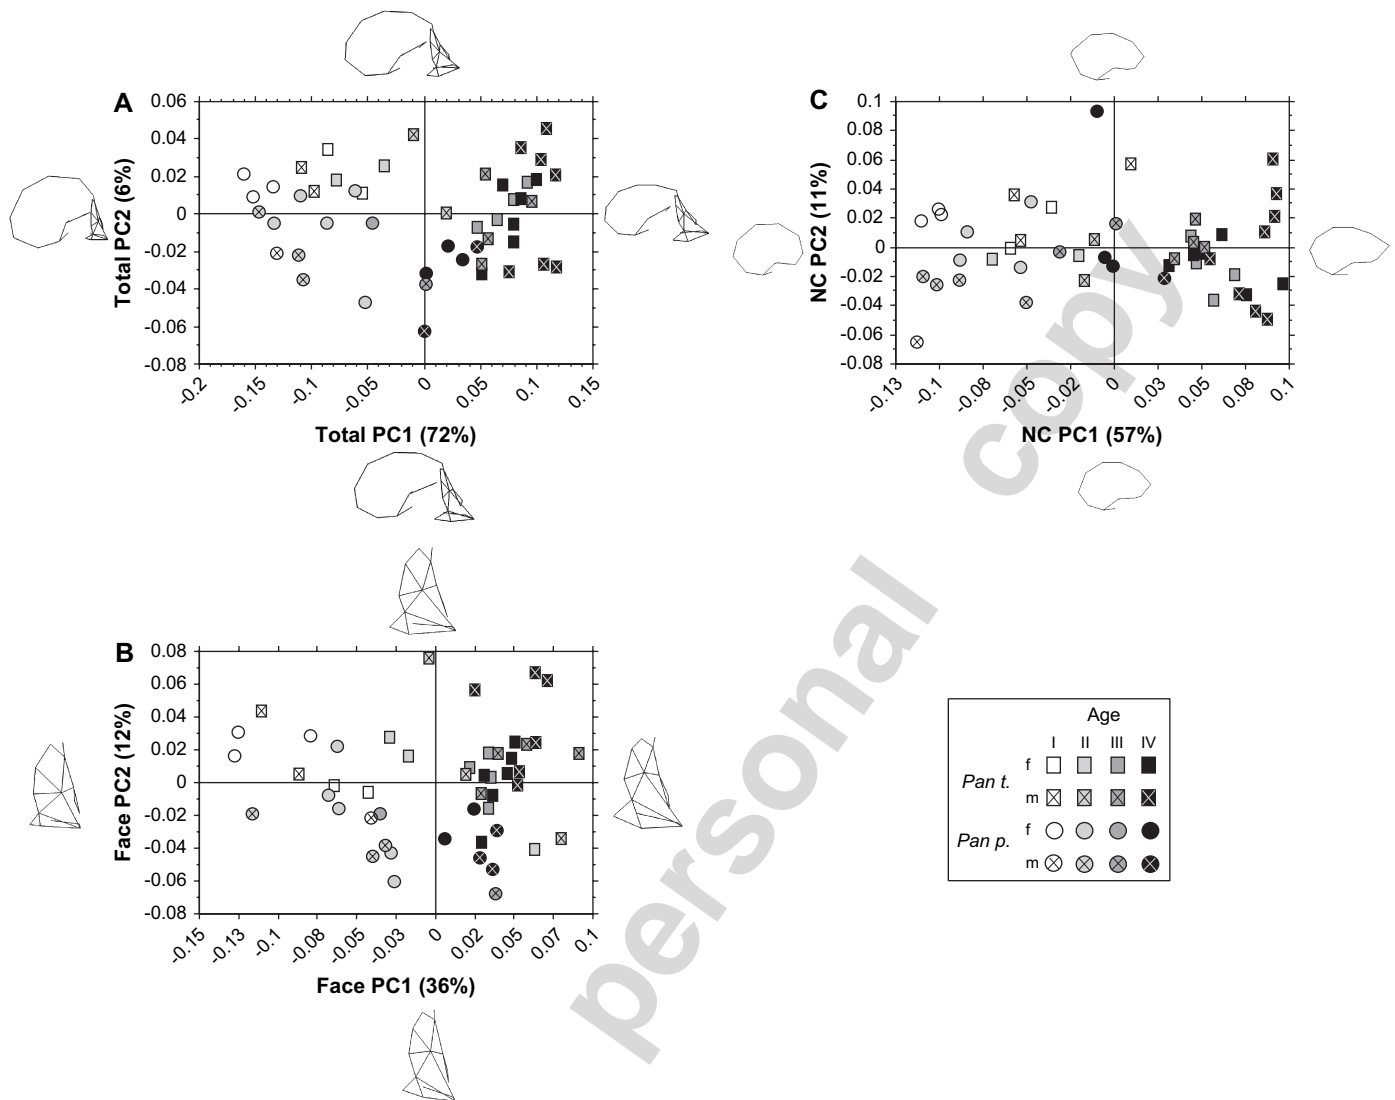 A
0.06
0.04
0.02
0
-0.02
-0.04
-0.06
-0.08
Total PC2 (6%)
-0.2
-0.15
-0.1
-0.05
0
0.05
0.1
0.15
Total PC1 (72%)
C
0.1
0.08
0.06
0.04
0.02
0
-0.02
-0.04
-0.06
-0.08
NC PC2 (11%)
-0.13
-0.11
-0.08
-0.05
-0.02
0
0.03
0.05
0.08
0.1
NC PC1 (57%)
B
0.08
0.06
0.04
0.02
0
-0.02
-0.04
-0.06
-0.08
Face PC2 (12%)
-0.15
-0.13
-0.1
-0.08
-0.05
-0.03
0
0.02
0.05
0.07
0.1
Face PC1 (36%)
Age
I II III IV
Pan t.
f
m
Pan p.
f
m
personal
copy